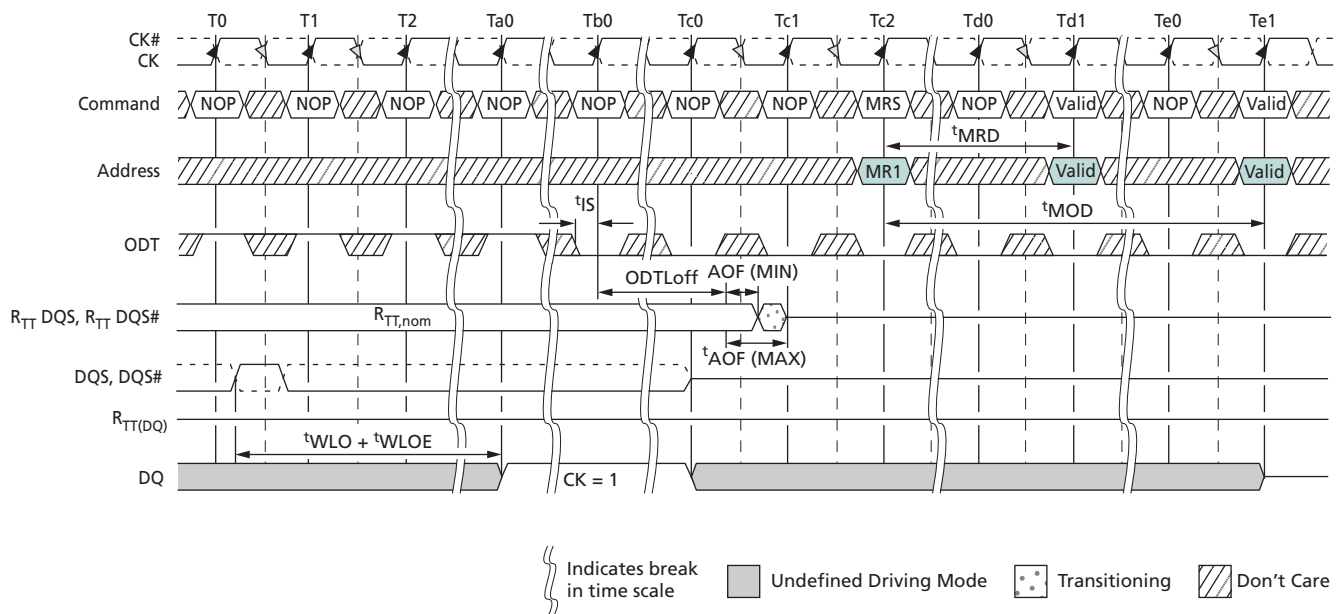 T0 T1 T2 Ta0 Tb0 Tc0 Tc1 Tc2 Td0 Td1 Te0 Te1
CK#
CK
Command NOP NOP NOP NOP NOP NOP NOP MRS NOP Valid NOP Valid
tMRD
Address MR1 Valid Valid
tIS
tMOD
ODT
ODTLoff AOF (MIN)
RTT DQS, RTT DQS# RTT,nom
tAOF (MAX)
DQS, DQS#
RTT(DQ)
tWLO + tWLOE
DQ CK = 1
Indicates break
in time scale
Undefined Driving Mode Transitioning Don't Care